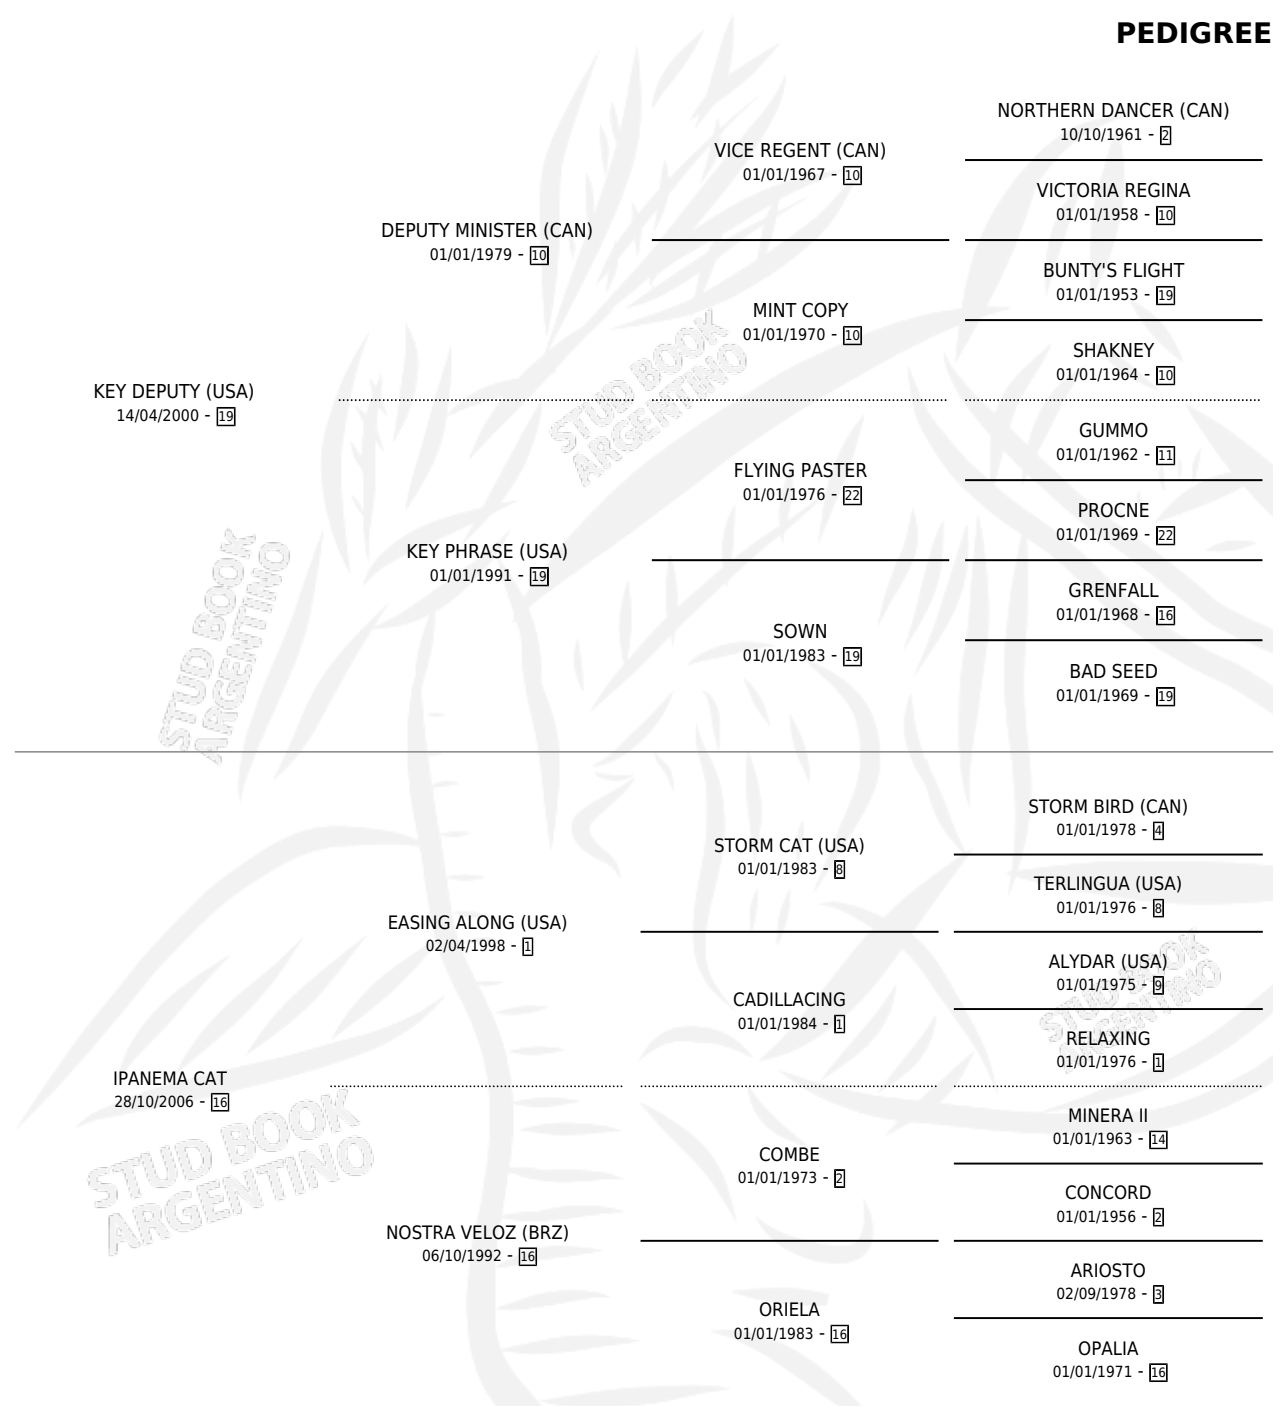 PEDIGREE
NORTHERN DANCER (CAN)
10/10/1961 - 2
VICE REGENT (CAN)
01/01/1967 - 10
VICTORIA REGINA
01/01/1958 - 10
DEPUTY MINISTER (CAN)
01/01/1979 - 10
BUNTY'S FLIGHT
01/01/1953 - 19
MINT COPY
01/01/1970 - 10
SHAKNEY
01/01/1964 - 10
KEY DEPUTY (USA)
14/04/2000 - 19
GUMMO
01/01/1962 - 11
FLYING PASTER
01/01/1976 - 22
PROCNE
01/01/1969 - 22
KEY PHRASE (USA)
01/01/1991 - 19
GRENFALL
01/01/1968 - 16
SOWN
01/01/1983 - 19
BAD SEED
01/01/1969 - 19
STORM BIRD (CAN)
01/01/1978 - 4
STORM CAT (USA)
01/01/1983 - 8
TERLINGUA (USA)
01/01/1976 - 8
EASING ALONG (USA)
02/04/1998 - 1
ALYDAR (USA)
01/01/1975 - 9
CADILLACING
01/01/1984 - 1
RELAXING
01/01/1976 - 1
IPANEMA CAT
28/10/2006 - 16
MINERA II
01/01/1963 - 14
COMBE
01/01/1973 - 2
CONCORD
01/01/1956 - 2
NOSTRA VELOZ (BRZ)
06/10/1992 - 16
ARIOSTO
02/09/1978 - 3
ORIELA
01/01/1983 - 16
OPALIA
01/01/1971 - 16
STUD BOOK
ARGENTINO
STUD BOOK
ARGENTINO
STUD BOOK
ARGENTINO
STUD BOOK
ARGENTINO